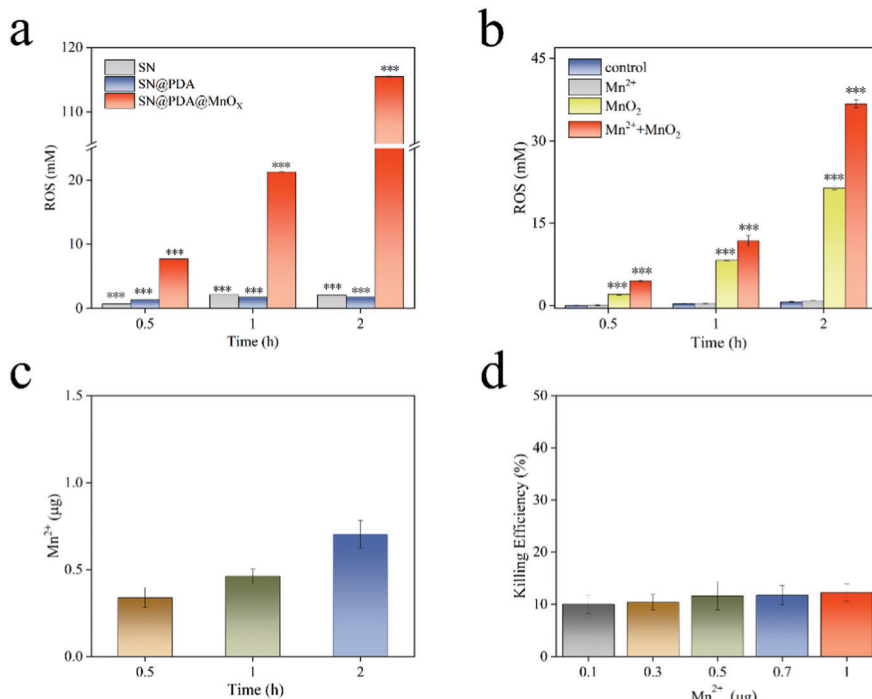 a
120
110
20
10
0
ROS (mM)
SN
SN@PDA
SN@PDA@MnOX
***
***
***
***
***
***
***
***
***
0.5
1
2
Time (h)
b
45
30
15
0
ROS (mM)
control
Mn2+
MnO2
Mn2++MnO2
***
***
***
***
***
***
0.5
1
2
Time (h)
c
1.5
1.0
0.5
0.0
Mn2+ (μg)
0.5
1
2
Time (h)
d
50
40
30
20
10
0
Killing Efficiency (%)
0.1
0.3
0.5
0.7
1
Mn2+ (μg)